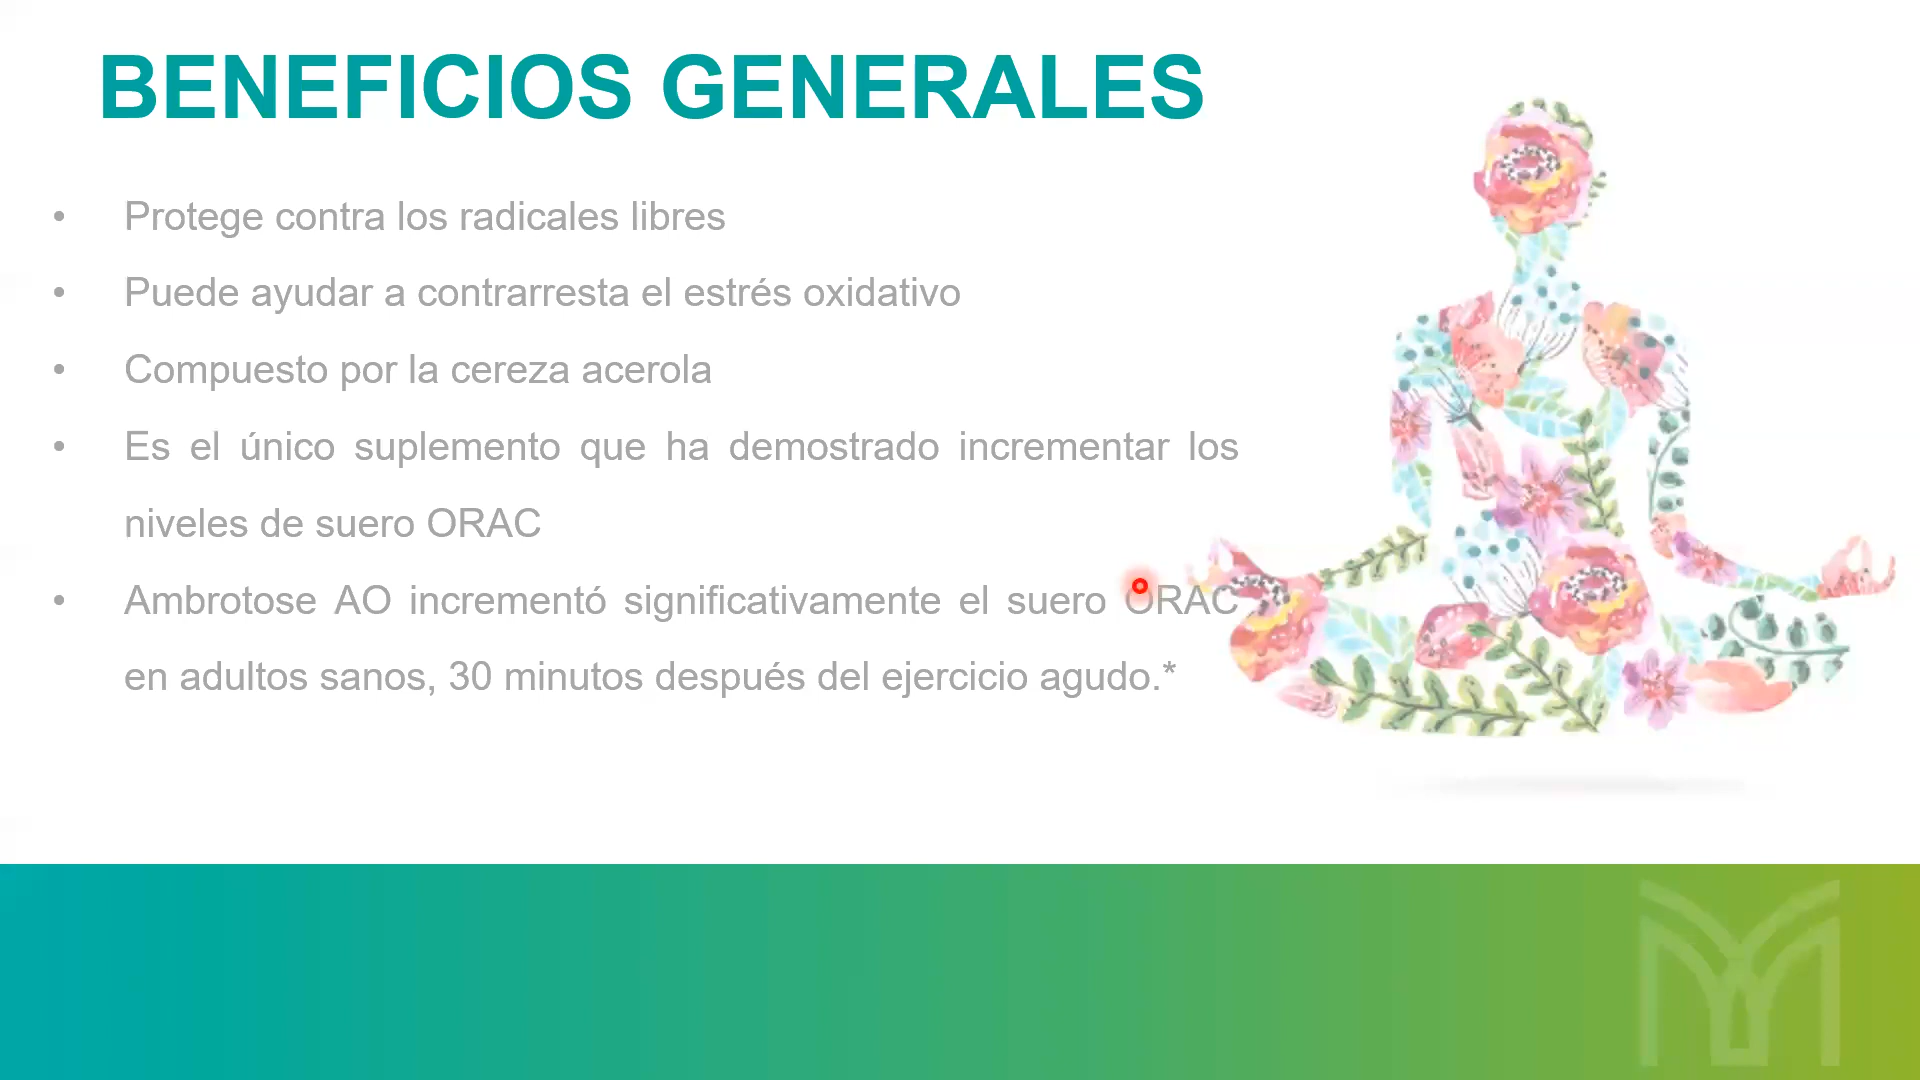 BENEFICIOS GENERALES
• Protege contra los radicales libres
• Puede ayudar a contrarresta el estrés oxidativo
• Compuesto por la cereza acerola
• Es el único suplemento que ha demostrado incrementar los
niveles de suero ORAC
• Ambrotose AO incrementó significativamente el suero ORAC
en adultos sanos, 30 minutos después del ejercicio agudo.*